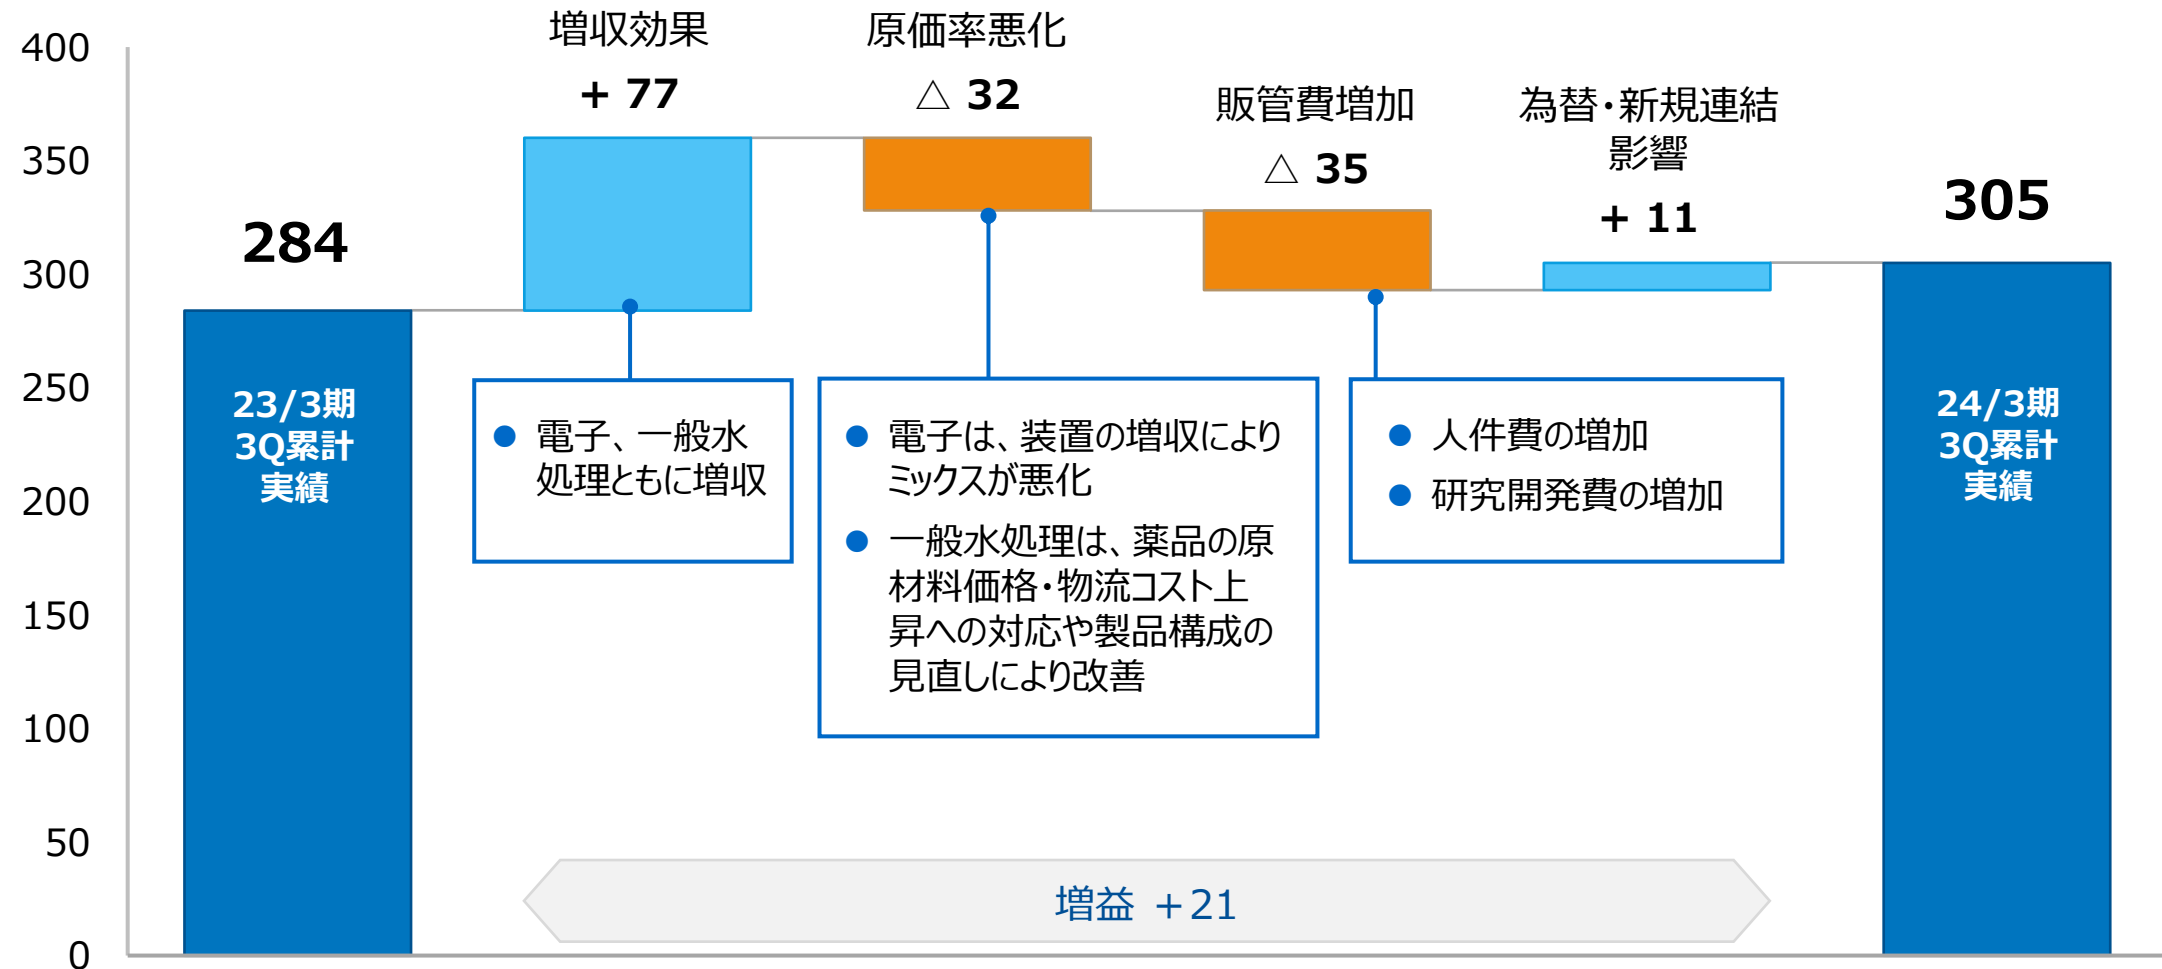 400
350
300
250
200
150
100
50
0
284
23/3期
3Q累計
実績
増収効果
+ 77
電子、一般水
処理ともに増収
原価率悪化
△ 32
電子は、装置の増収により
ミックスが悪化
一般水処理は、薬品の原
材料価格・物流コスト上
昇への対応や製品構成の
見直しにより改善
販管費増加
△ 35
人件費の増加
研究開発費の増加
為替・新規連結
影響
+ 11
305
24/3期
3Q累計
実績
増益 +21